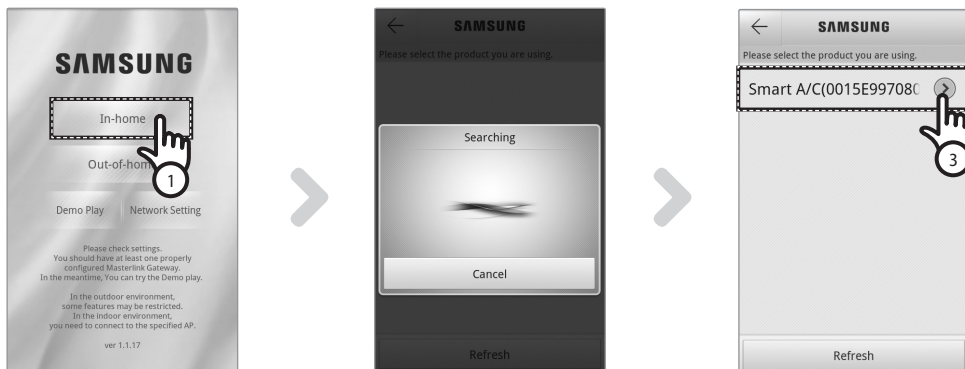 SAMSUNG
In-home
Out-of-hom
1
Demo Play Network Setting
Please check settings.
You should have at least one properly
configured Masterlink Gateway.
In the meantime, You can try the Demo play.
In the outdoor environment,
some features may be restricted.
In the indoor environment,
you need to connect to the specified AP.
ver 1.1.17
SAMSUNG
Please select the product you are using.
Searching
Cancel
Refresh
SAMSUNG
Please select the product you are using.
Smart A/C(0015E997080
3
Refresh